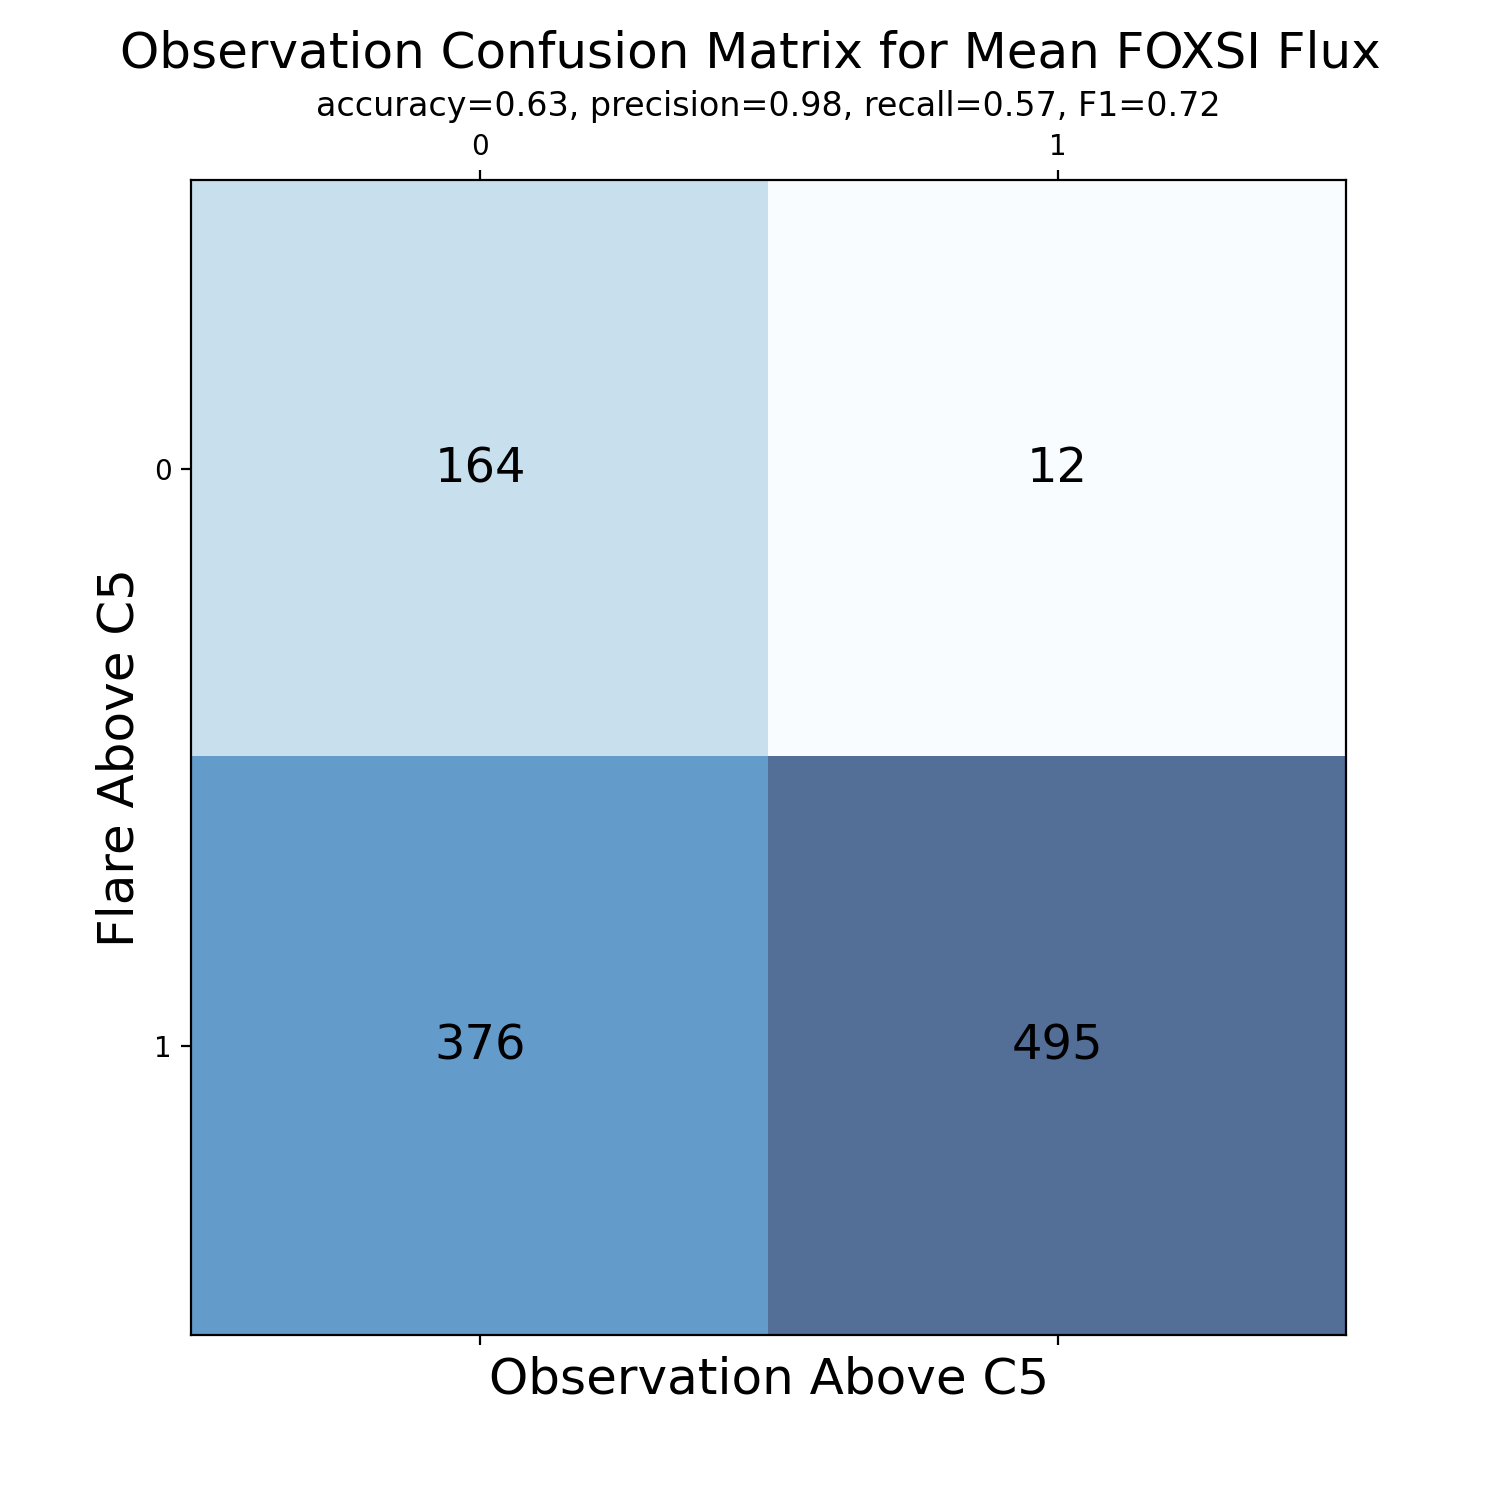 Observation Confusion Matrix for Mean FOXSI Flux
accuracy=0.63, precision=0.98, recall=0.57, F1=0.72
0 1
0 164 12
Flare Above C5
1 376 495
Observation Above C5